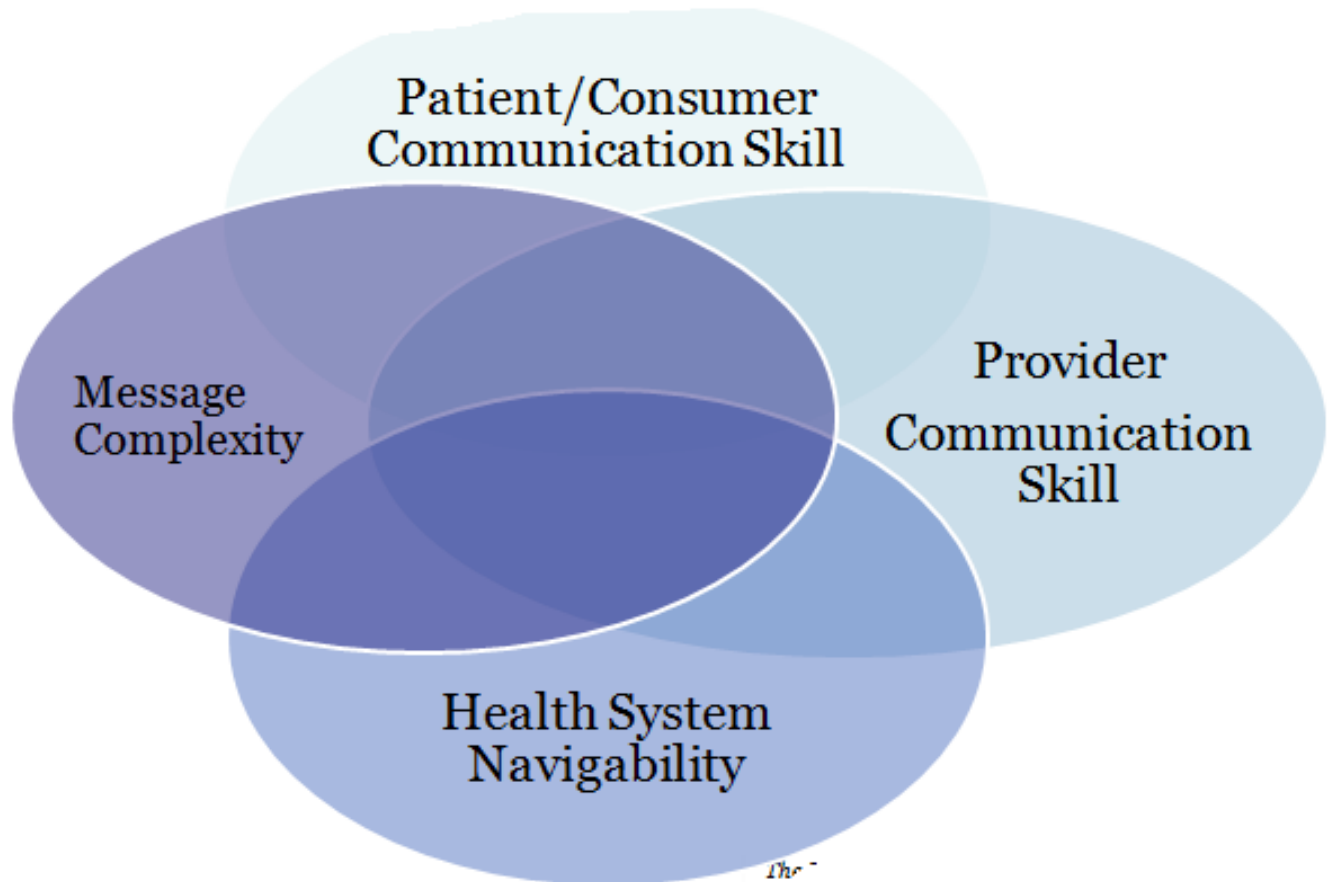 Patient/Consumer
Communication Skill
Message
Complexity
Provider
Communication
Skill
Health System
Navigability